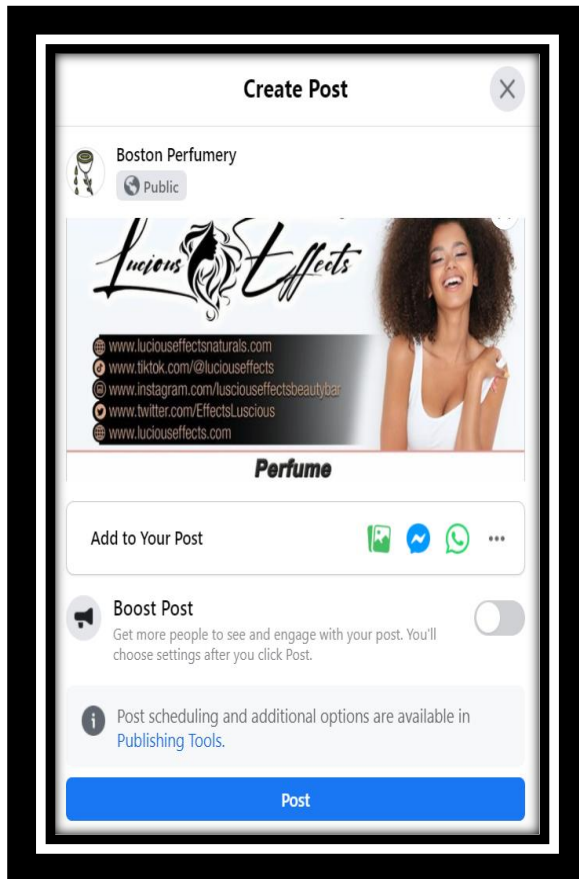 Create Post
Boston Perfumery
Public
Lucious Effects
www.luciouseffectsnaturals.com
www.tiktok.com/@luciouseffects
www.instagram.com/lusciouseffectsbeautybar
www.twitter.com/EffectsLuscious
www.luciouseffects.com
Perfume
Add to Your Post
Boost Post
Get more people to see and engage with your post. You'll
choose settings after you click Post.
Post scheduling and additional options are available in
Publishing Tools.
Post